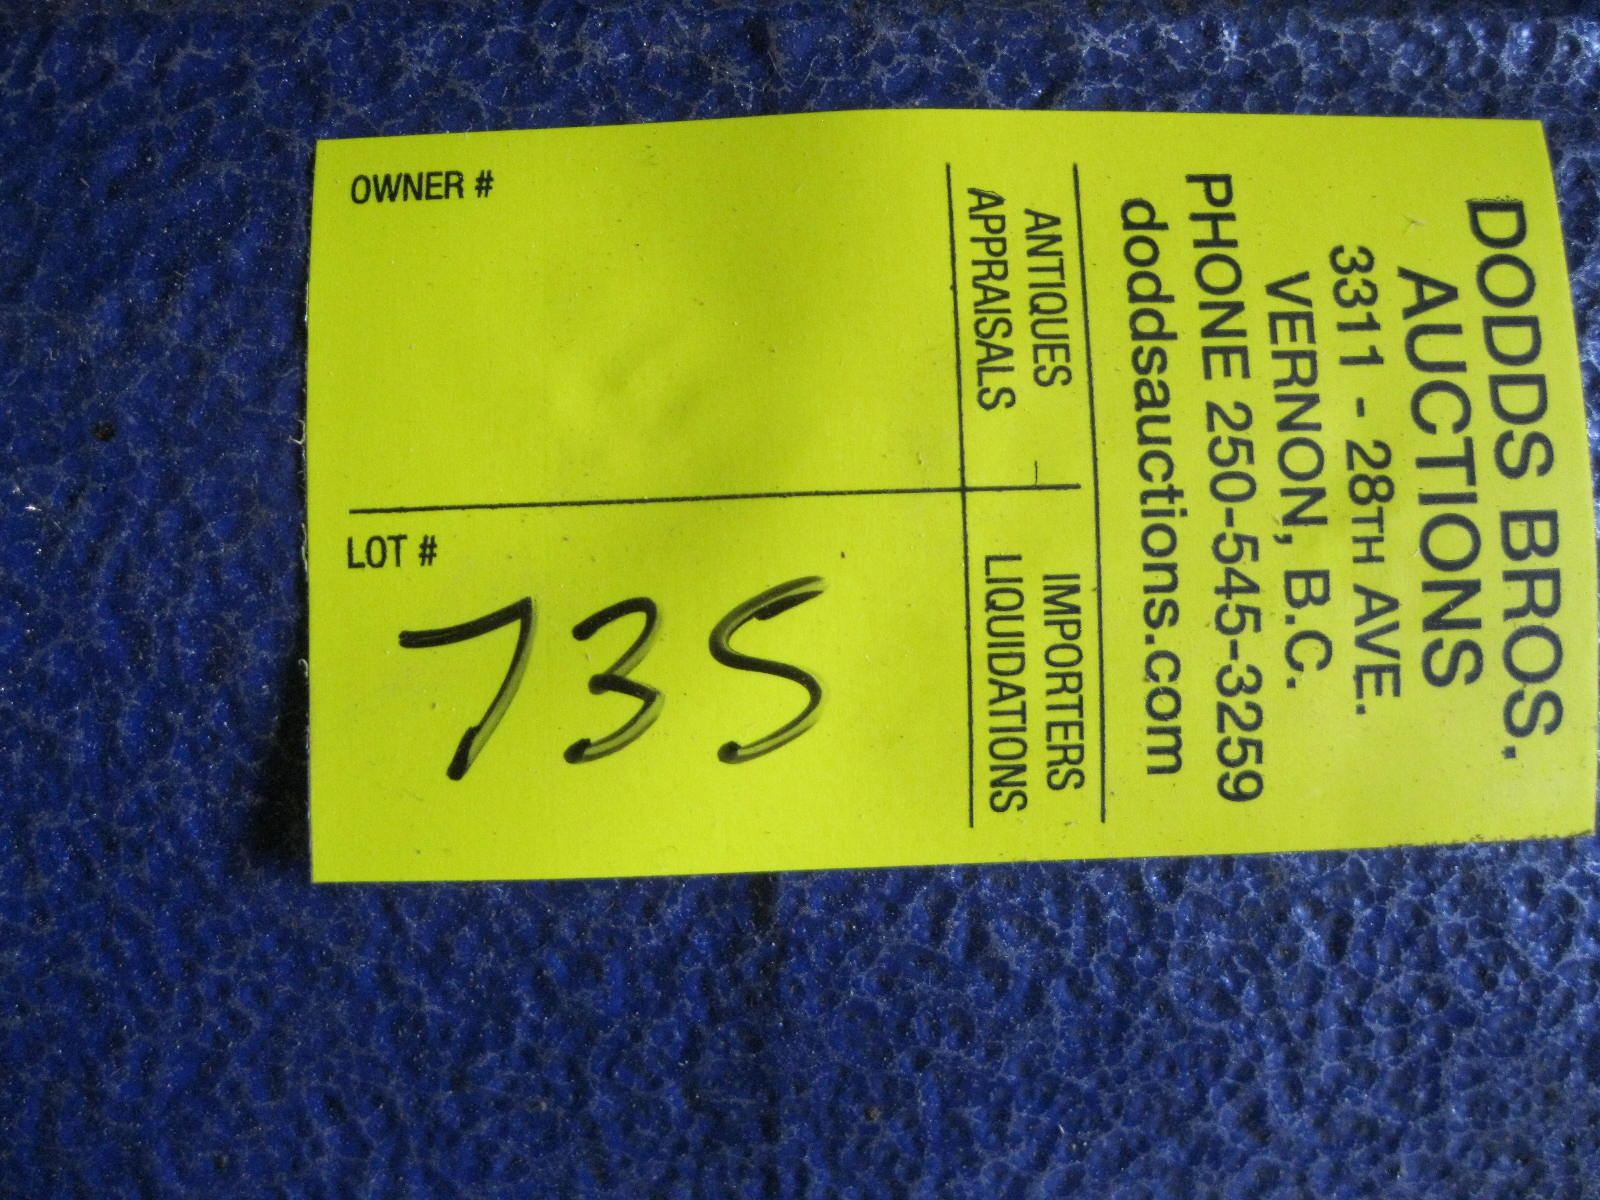 DODDS BROS.
AUCTIONS
3311 - 28TH AVE.
VERNON, B.C.
PHONE 250-545-3259
doddsauctions.com
ANTIQUES IMPORTERS
APPRAISALS LIQUIDATIONS
OWNER #
LOT #
735